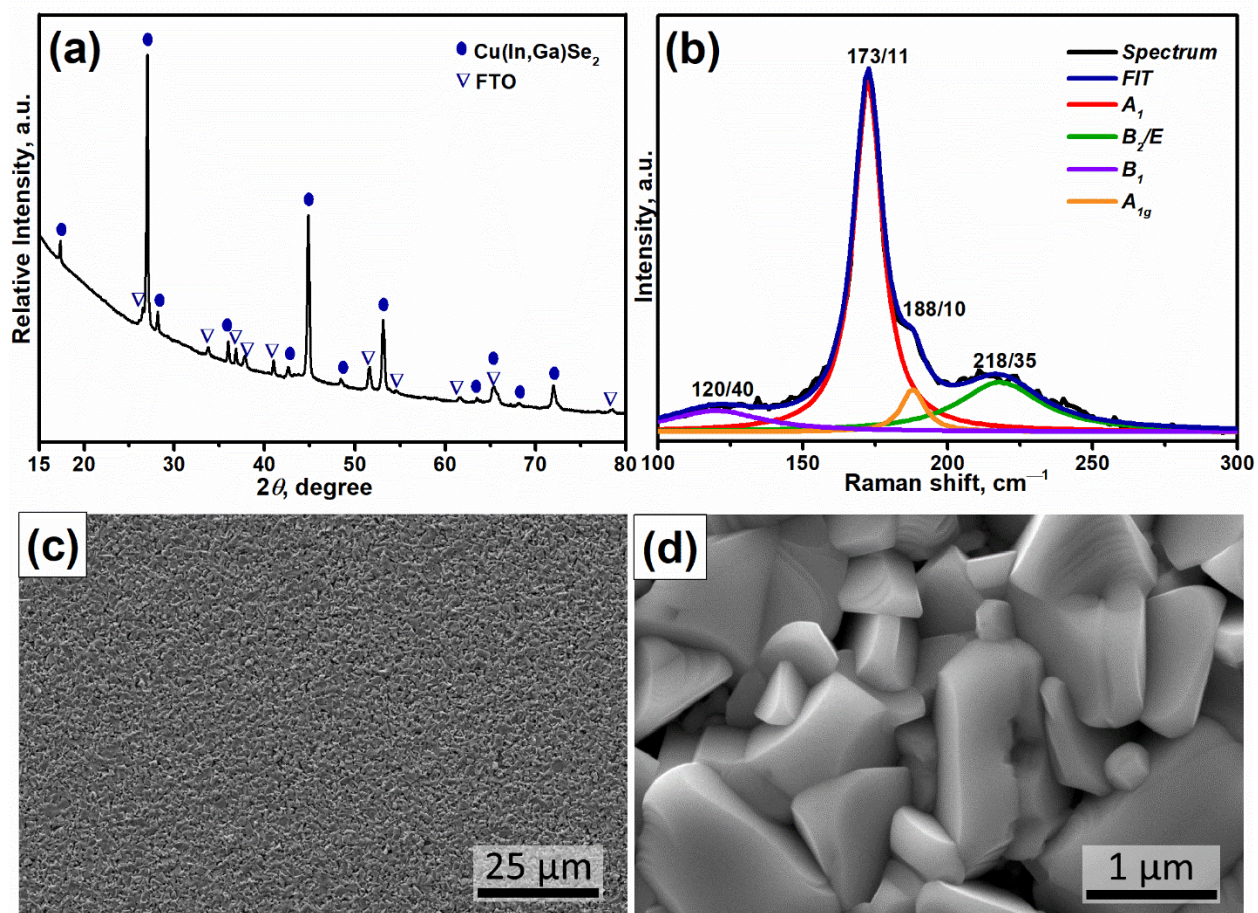 (a)
Cu(In,Ga)Se2
FTO
Relative Intensity, a.u.
15 20 30 40 50 60 70 80
2θ, degree
(b)
173/11
188/10
218/35
120/40
Spectrum
FIT
A1
B2/E
B1
A1g
Intensity, a.u.
100 150 200 250 300
Raman shift, cm—1
(c)
25 µm
(d)
1 µm